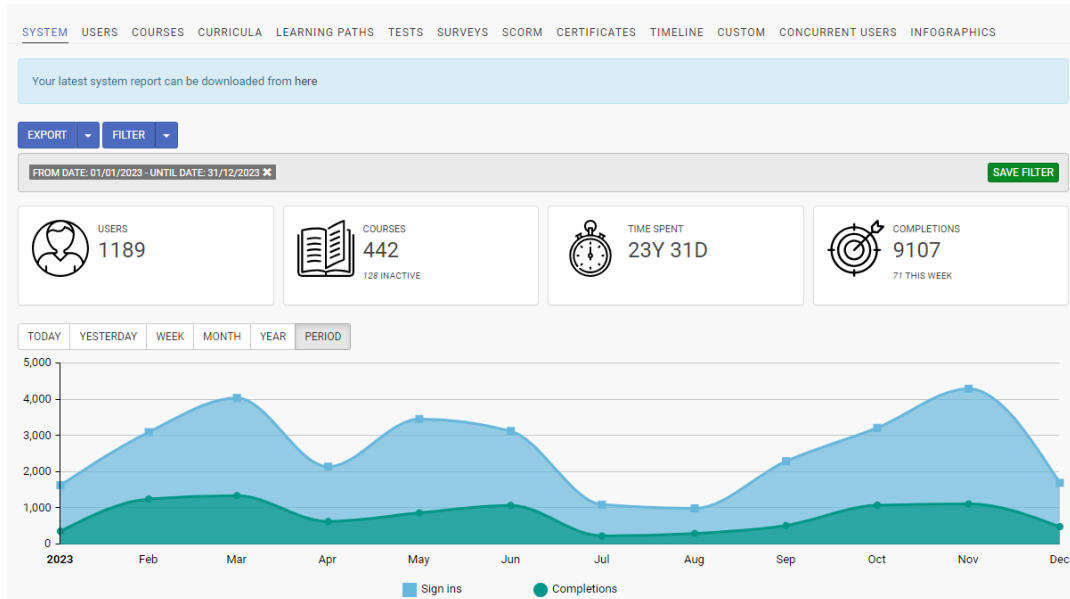 SYSTEM USERS COURSES CURRICULA LEARNING PATHS TESTS SURVEYS SCORM CERTIFICATES TIMELINE CUSTOM CONCURRENT USERS INFOGRAPHICS
Your latest system report can be downloaded from here
EXPORT FILTER
FROM DATE: 01/01/2023 - UNTIL DATE: 31/12/2023 ✖ SAVE FILTER
USERS
1189
COURSES
442
128 INACTIVE
TIME SPENT
23Y 31D
COMPLETIONS
9107
71 THIS WEEK
TODAY YESTERDAY WEEK MONTH YEAR PERIOD
5,000
4,000
3,000
2,000
1,000
0
2023 Feb Mar Apr May Jun Jul Aug Sep Oct Nov Dec
Sign ins Completions